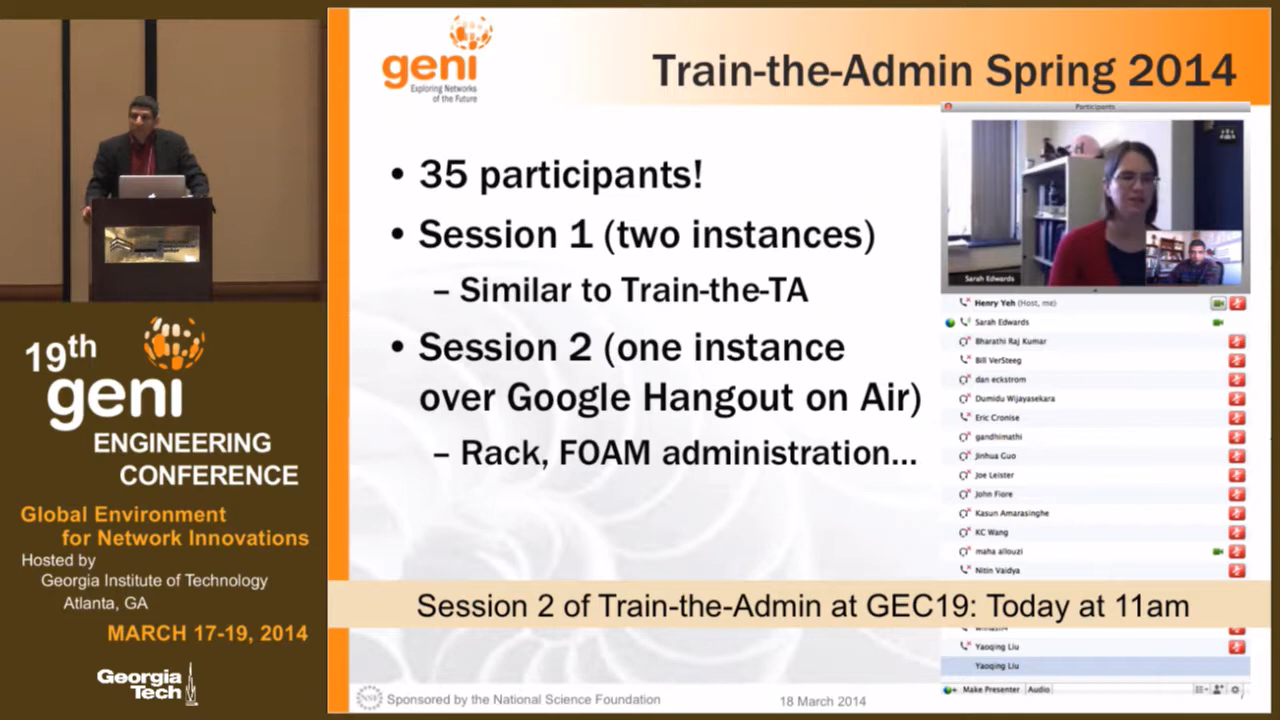 19th
geni
ENGINEERING
CONFERENCE
Global Environment
for Network Innovations
Hosted by
Georgia Institute of Technology
Atlanta, GA
MARCH 17-19, 2014
Georgia
Tech
geni
Exploring Networks
of the Future
Train-the-Admin Spring 2014
• 35 participants!
• Session 1 (two instances)
– Similar to Train-the-TA
• Session 2 (one instance
over Google Hangout on Air)
– Rack, FOAM administration...
Participants
Sarah Edwards
Henry Yeh (Host, me)
Sarah Edwards
Bharathi Raj Kumar
Bill VerSteeg
dan eckstrom
Dumidu Wijayasekara
Eric Cronise
gandhimathi
Jinhua Guo
Joe Leister
John Fiore
Kasun Amarasinghe
KC Wang
maha allouzi
Nitin Vaidya
Session 2 of Train-the-Admin at GEC19: Today at 11am
Yaoqing Liu
Yaoqing Liu
Make Presenter
Audio
NSF
Sponsored by the National Science Foundation
18 March 2014